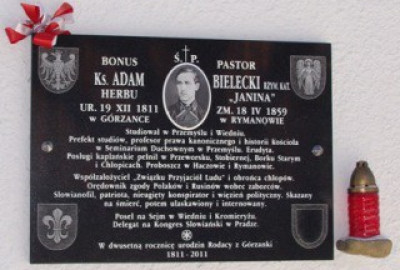 BONUS Ś. P. PASTOR
Ks. ADAM BIELECKI RZYM. KAT.
HERBU „JANINA”
UR. 19 XII 1811 ZM. 18 IV 1859
w GÓRZANCE w RYMANOWIE
Studiował w Przemyślu i Wiedniu.
Prefekt studiów, profesor prawa kanonicznego i historii Kościoła
w Seminarium Duchownym w Przemyślu. Erudyta.
Posługi kapłańskie pełnił w Przeworsku, Stobiernej, Borku Starym
i Chłopicach. Proboszcz w Haczowie i Rymanowie.
Współzałożyciel „Związku Przyjaciół Ludu” i obrońca chłopów.
Orędownik zgody Polaków i Rusinów wobec zaborców.
Slowianofil, patriota, nieugięty konspirator i więzień polityczny. Skazany
na śmierć, potem ułaskawiony i internowany.
Poseł na Sejm w Wiedniu i Kromieryżu.
Delegat na Kongres Słowiański w Pradze.
W dwusetną rocznicę urodzin Rodacy z Górzanki
1811 - 2011